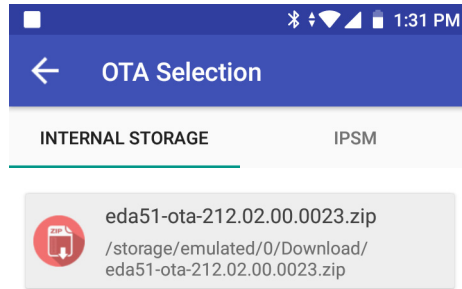 1:31 PM
OTA Selection
INTERNAL STORAGE
IPSM
ZIP
eda51-ota-212.02.00.0023.zip
/storage/emulated/0/Download/
eda51-ota-212.02.00.0023.zip